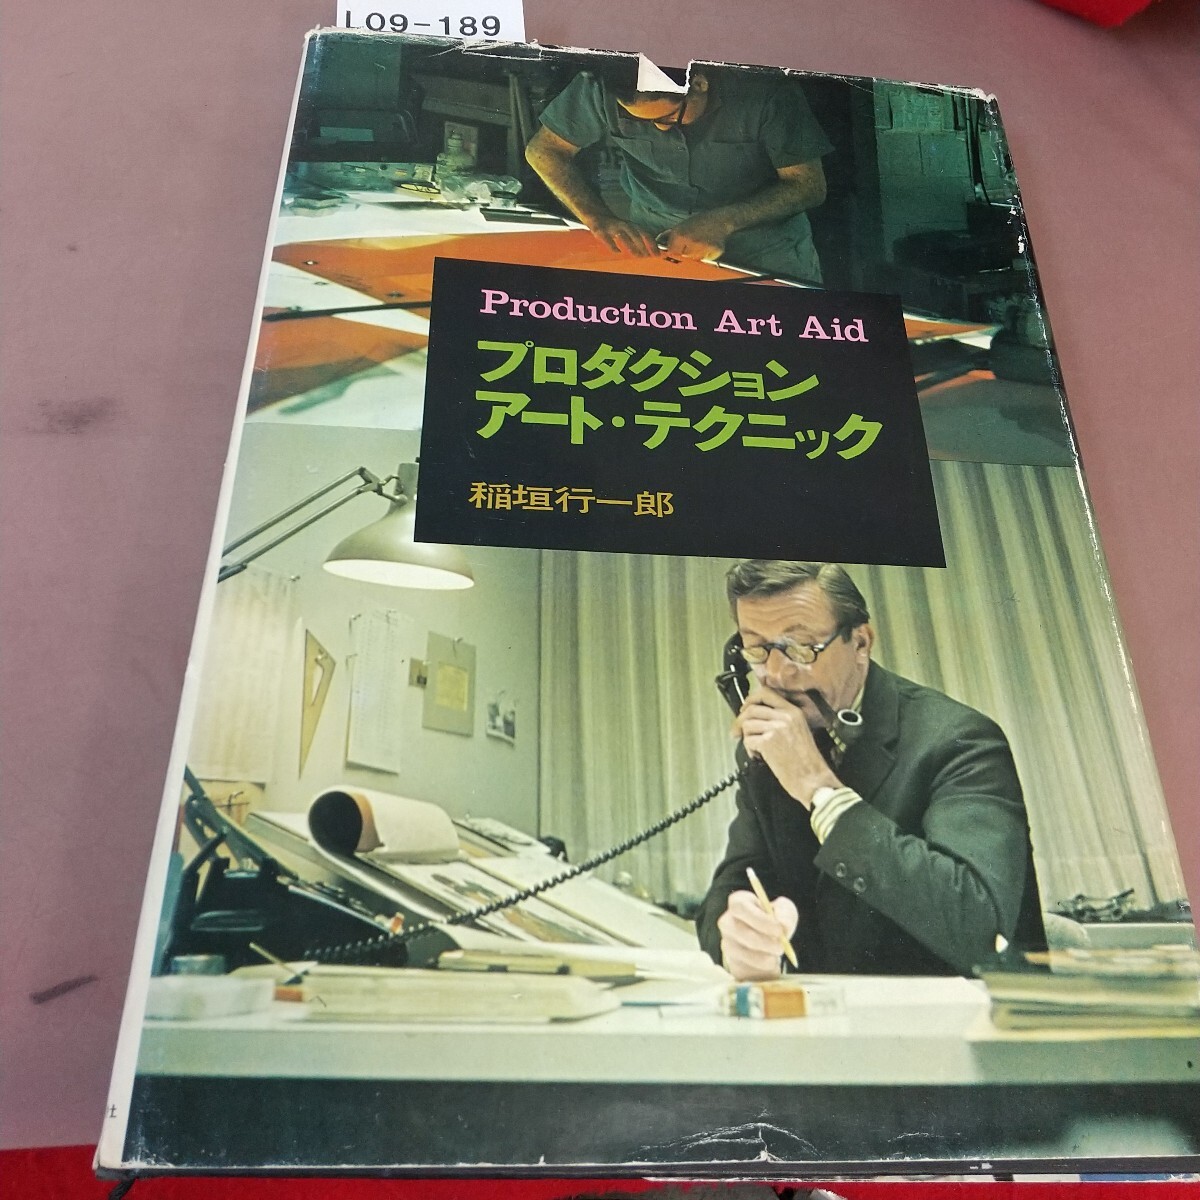 L09-189
Production Art Aid
プロダクション
アート・テクニック
稲垣行一郎
社